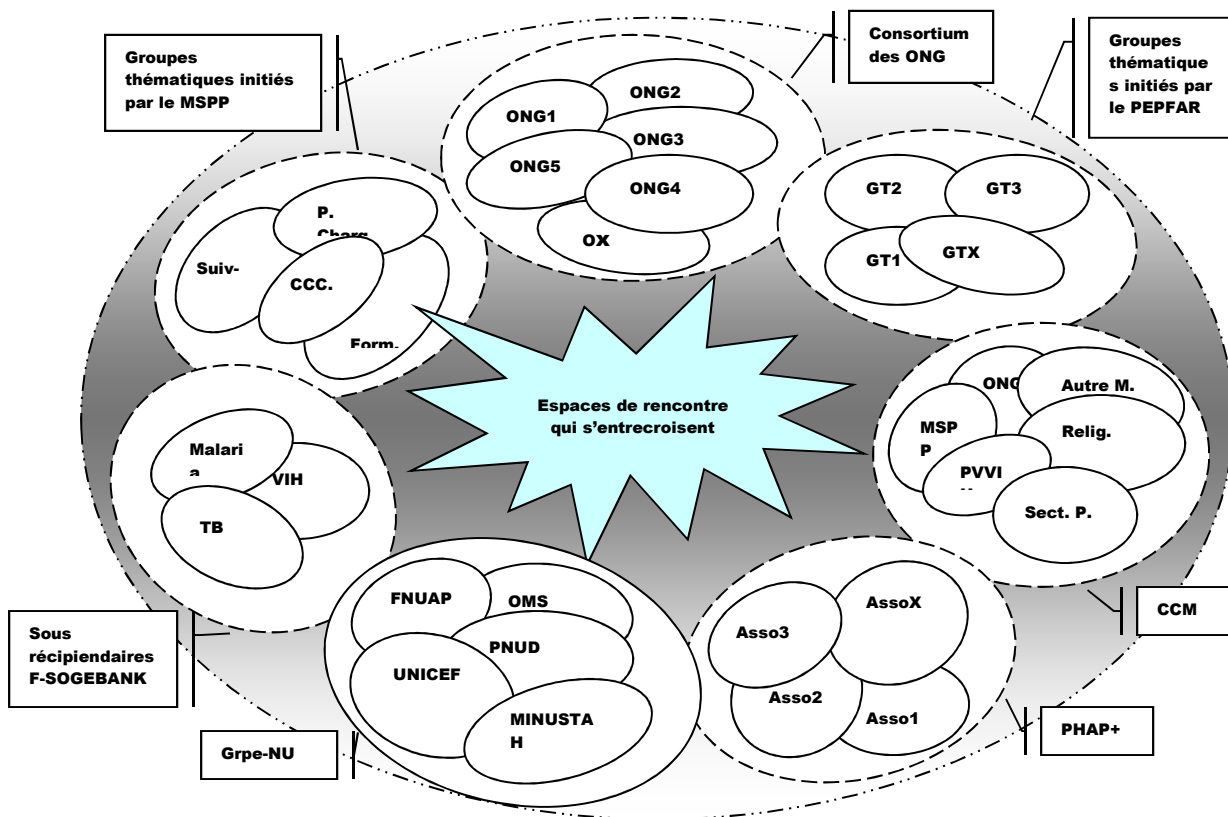 Groupes
thématiques initiés
par le MSPP
Consortium
des ONG
Groupes
thématique
s initiés par
le PEPFAR
ONG1
ONG2
ONG3
ONG5
ONG4
OX
GT2
GT3
GT1
GTX
P.
Suiv-
CCC.
Form.
Espaces de rencontre
qui s’entrecroisent
ONG
Autre M.
MSP
P
Relig.
PVVI
Sect. P.
Malari
a
VIH
TB
FNUAP
OMS
PNUD
UNICEF
MINUSTA
H
AssoX
Asso3
Asso2
Asso1
CCM
Sous
récipiendaires
F-SOGEBANK
Grpe-NU
PHAP+